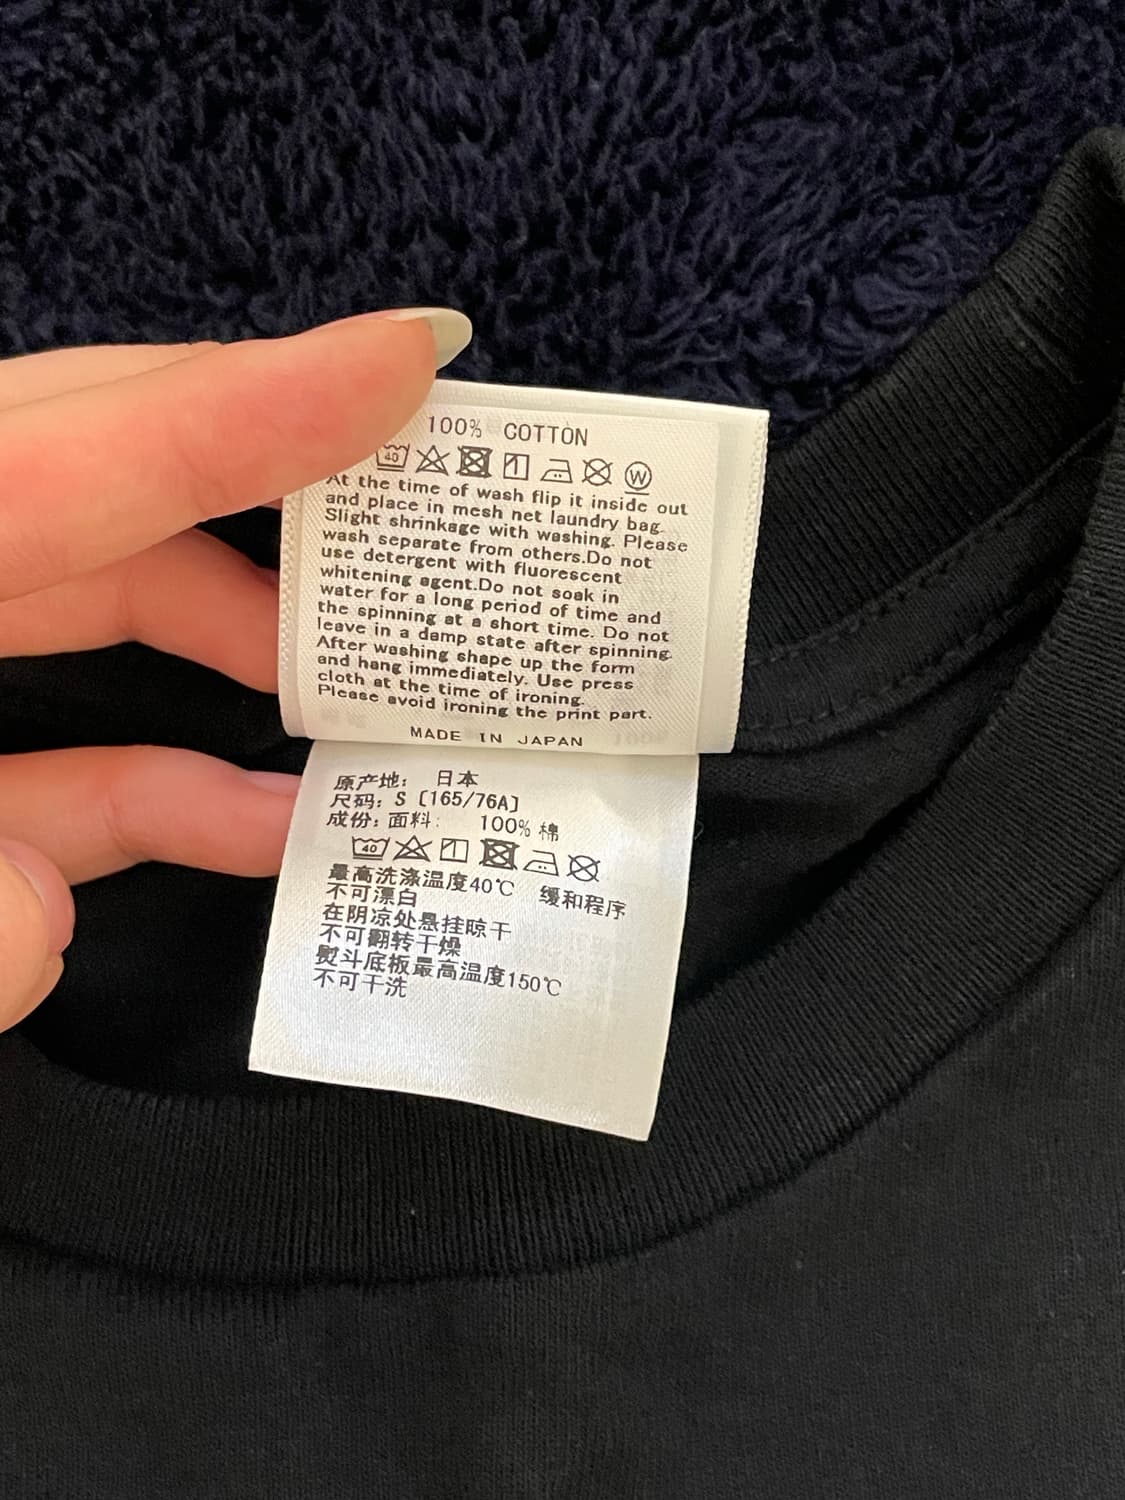 100% COTTON
40 W
At the time of wash flip it inside out
and place in mesh net laundry bag.
Slight shrinkage with washing. Please
wash separate from others.Do not
use detergent with fluorescent
whitening agent.Do not soak in
water for a long period of time and
the spinning at a short time. Do not
leave in a damp state after spinning.
After washing shape up the form
and hang immediately. Use press
cloth at the time of ironing.
Please avoid ironing the print part.
MADE IN JAPAN
原产地: 日本
尺码: S [165/76A]
成份: 面料: 100% 棉
40
最高洗涤温度40℃ 缓和程序
不可漂白
在阴凉处悬挂晾干
不可翻转干燥
熨斗底板最高温度150℃
不可干洗